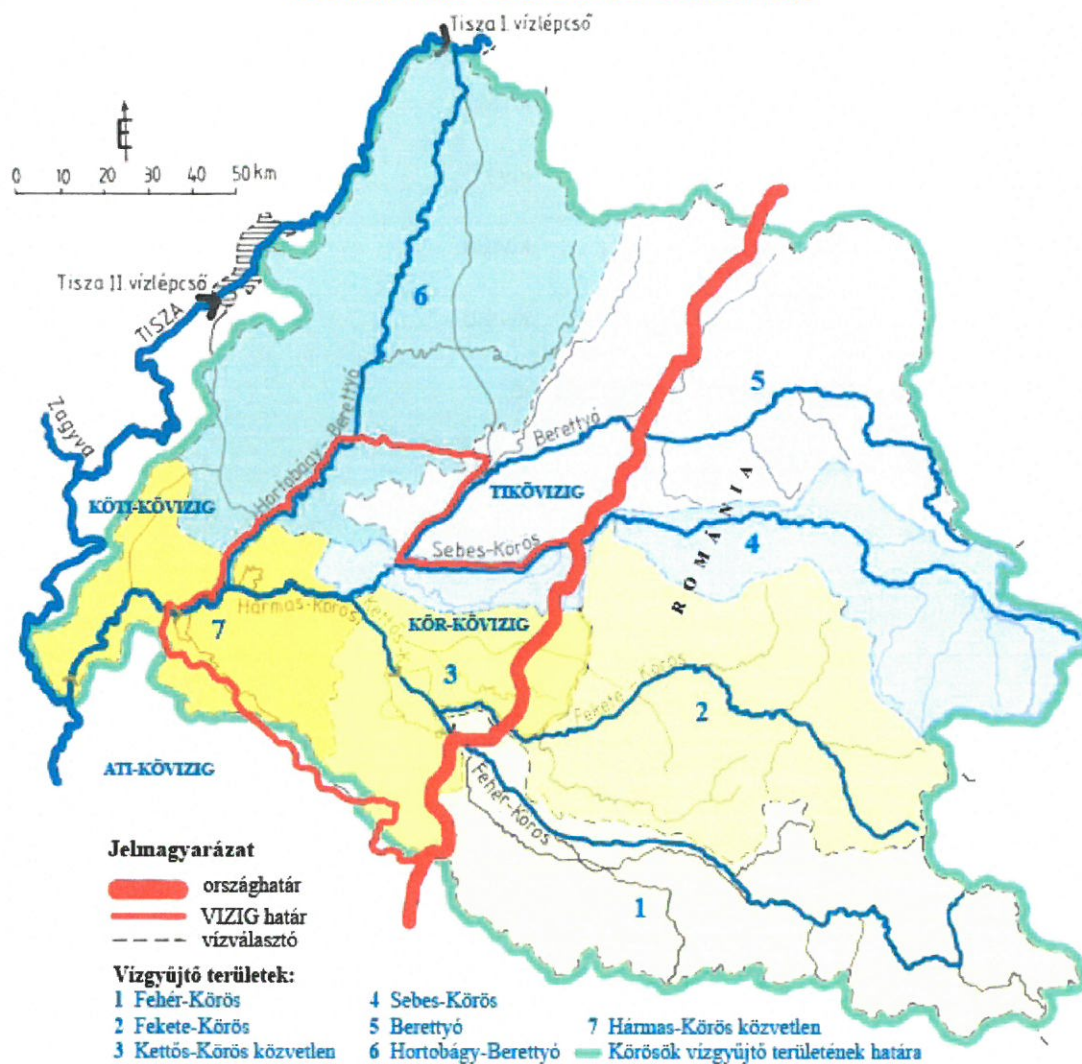 Tisza I. vízlépcső
É
0 10 20 30 40 50 km
Tisza II. vízlépcső
TISZA
Zagyva
6
5
Hortobágy-Berettyó
Berettyó
KÖTI-KÖVIZIG
TIKÖVIZIG
ROMÁNIA
4
Sebes-Körös
Hármas-Körös
Kettős-
7
KÖR-KÖVIZIG
3
Fekete-Körös
2
ATI-KÖVIZIG
Fehér-Körös
1
Jelmagyarázat
országhatár
VIZIG határ
vízválasztó
Vízgyűjtő területek:
1 Fehér-Körös
2 Fekete-Körös
3 Kettős-Körös közvetlen
4 Sebes-Körös
5 Berettyó
6 Hortobágy-Berettyó
7 Hármas-Körös közvetlen
Körösök vízgyűjtő területének határa